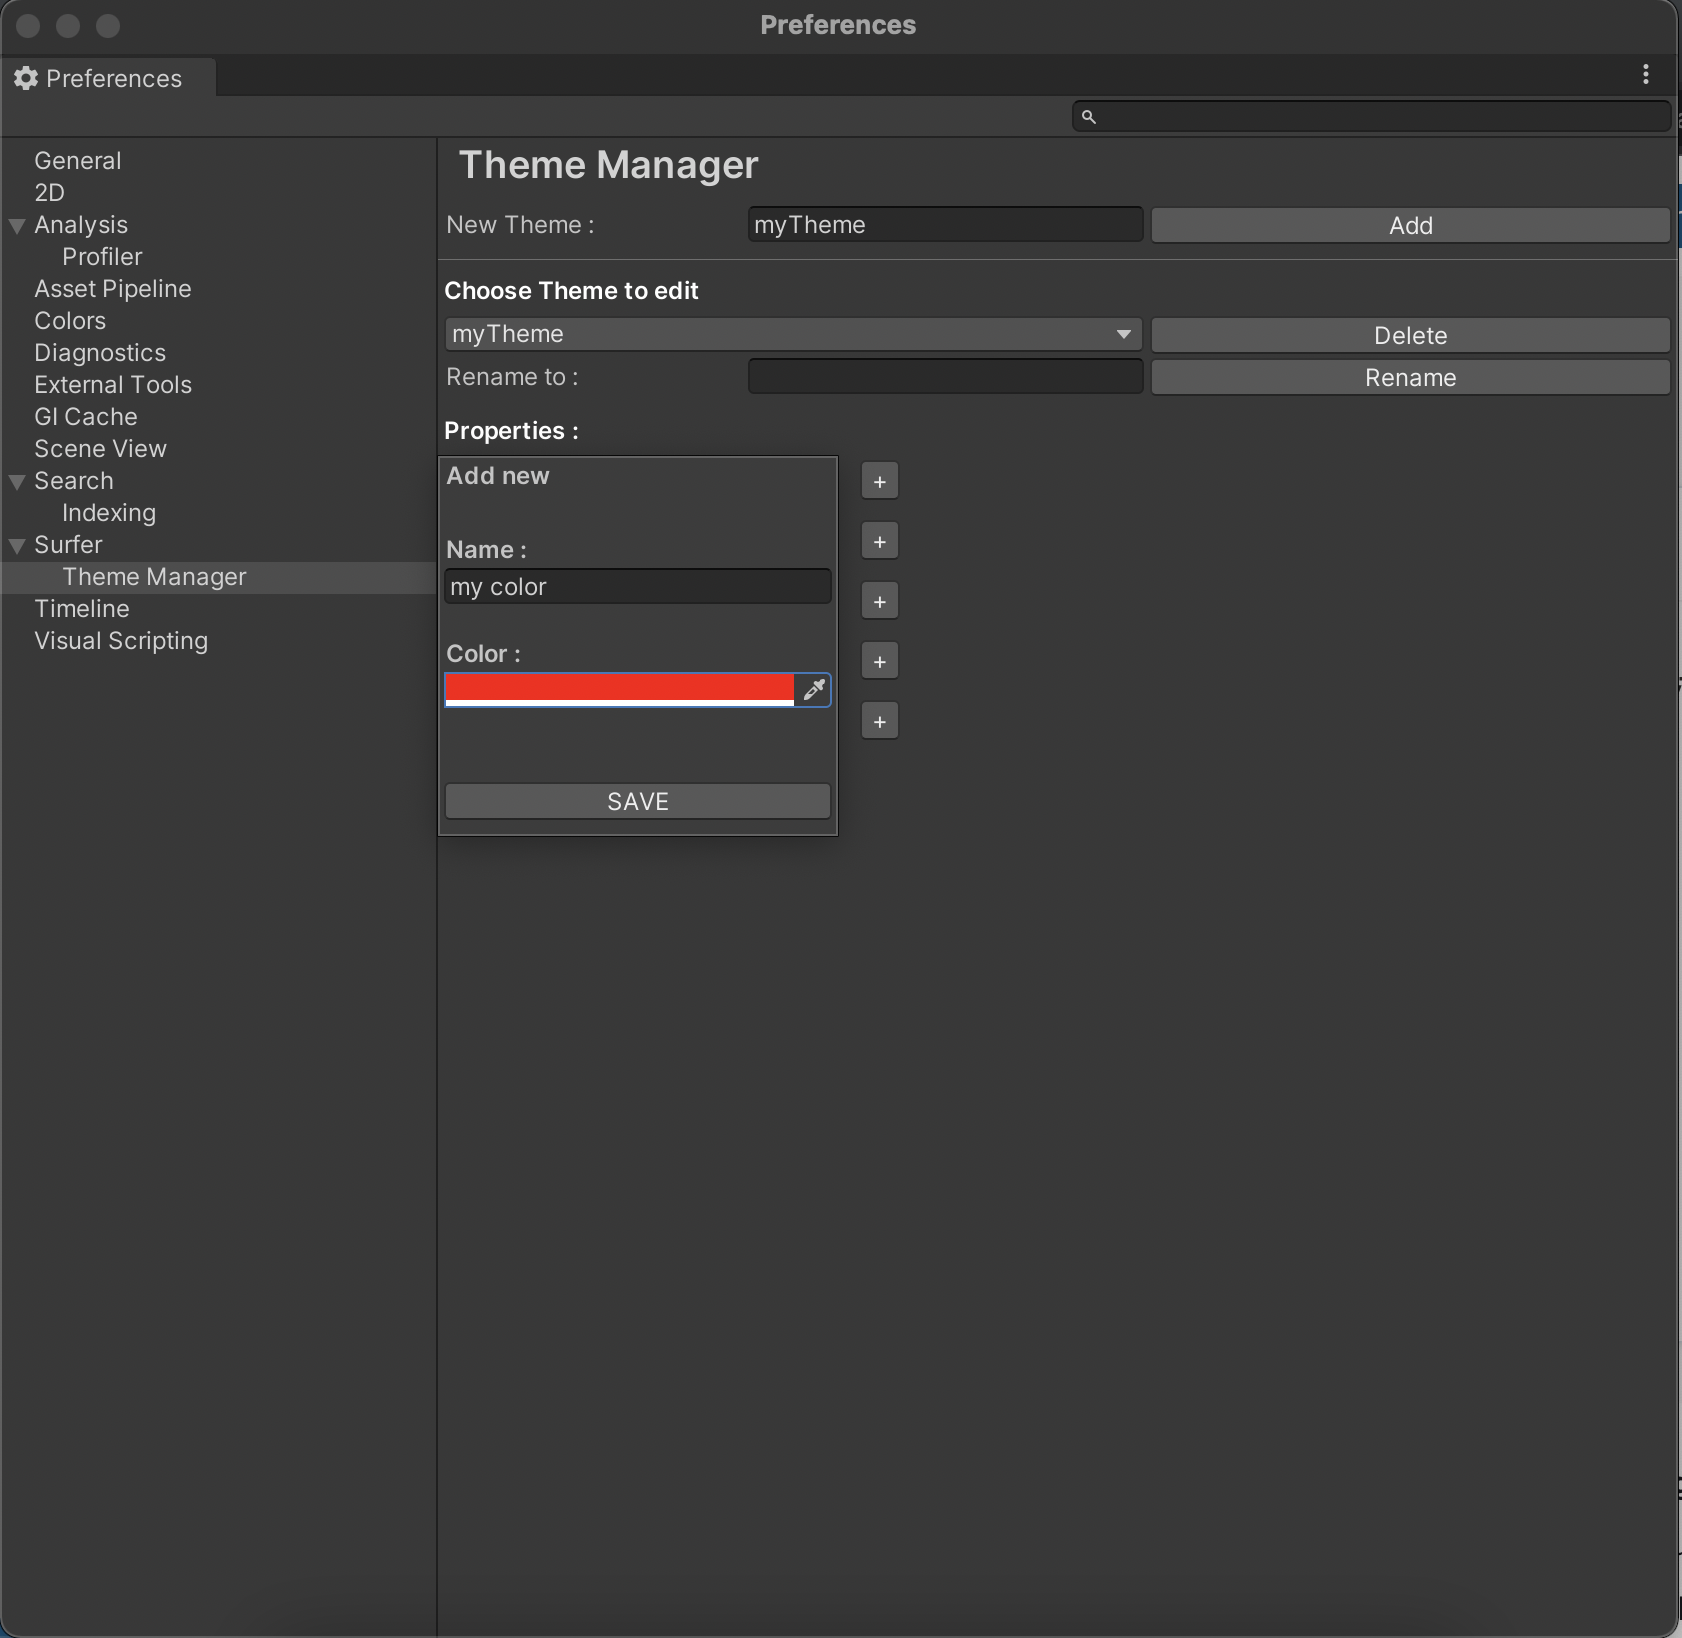 Preferences
Preferences
General
2D
Analysis
Profiler
Asset Pipeline
Colors
Diagnostics
External Tools
GI Cache
Scene View
Search
Indexing
Surfer
Theme Manager
Timeline
Visual Scripting
Theme Manager
New Theme :
myTheme
Add
Choose Theme to edit
myTheme
Delete
Rename to :
Rename
Properties :
Add new
Name :
my color
Color :
SAVE
+
+
+
+
+